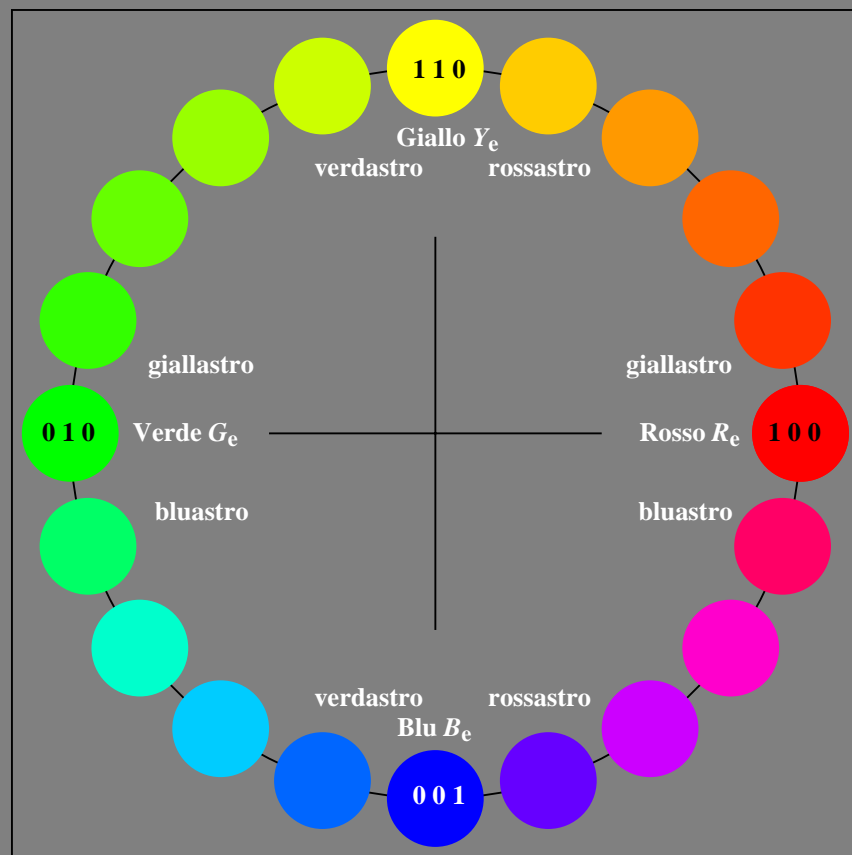 1 1 0
Giallo Yₑ
verdastro rossastro
giallastro giallastro
0 1 0 Verde Gₑ Rosso Rₑ 1 0 0
bluastro bluastro
verdastro rossastro
Blu Bₑ
0 0 1